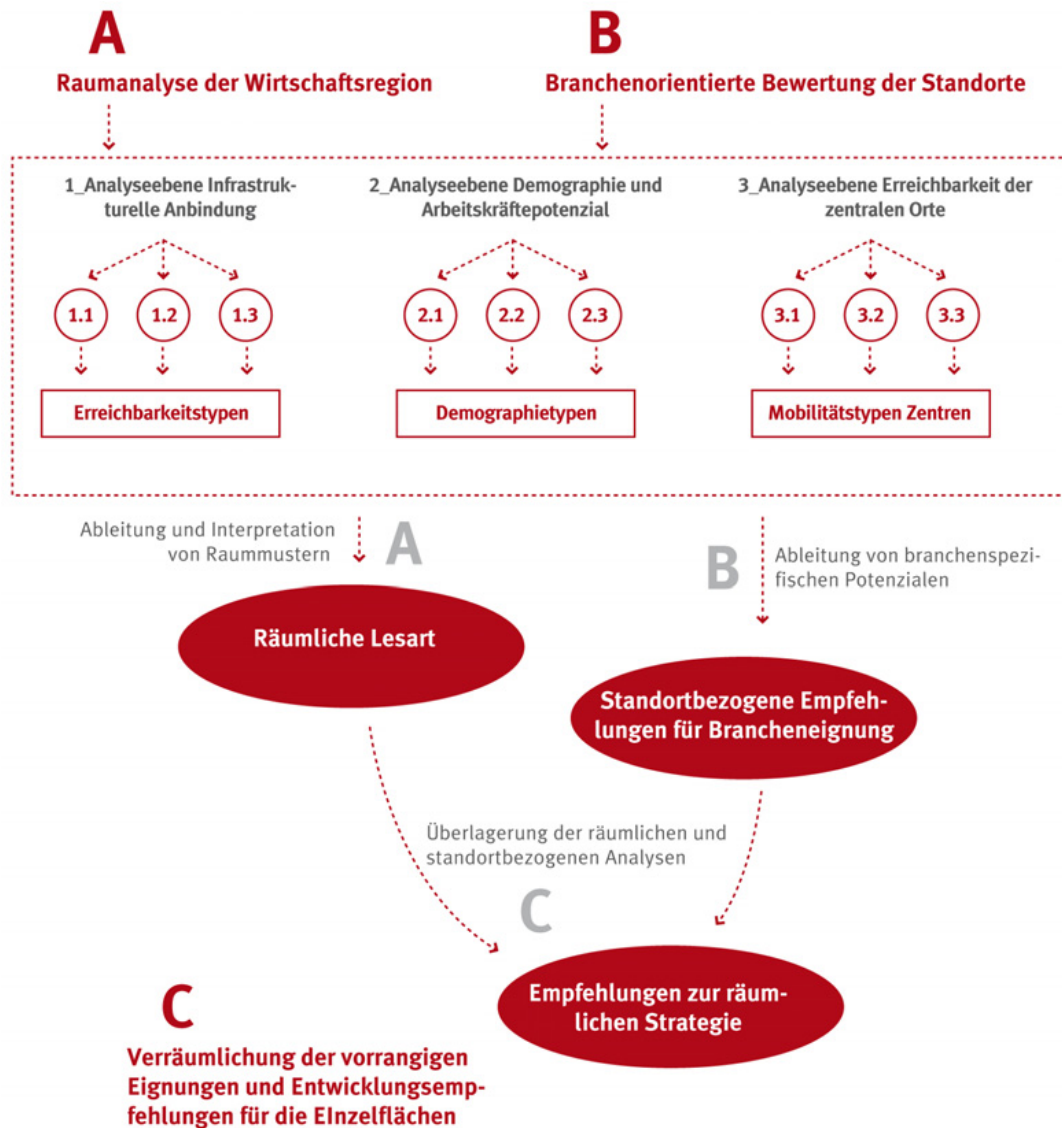 A
Raumanalyse der Wirtschaftsregion
B
Branchenorientierte Bewertung der Standorte
1_Analyseebene Infrastruk-
turelle Anbindung
2_Analyseebene Demographie und
Arbeitskräftepotenzial
3_Analyseebene Erreichbarkeit der
zentralen Orte
1.1 1.2 1.3
2.1 2.2 2.3
3.1 3.2 3.3
Erreichbarkeitstypen
Demographietypen
Mobilitätstypen Zentren
Ableitung und Interpretation
von Raummustern
A
B
Ableitung von branchenspezi-
fischen Potenzialen
Räumliche Lesart
Standortbezogene Empfeh-
lungen für Brancheneignung
Überlagerung der räumlichen und
standortbezogenen Analysen
C
Empfehlungen zur räum-
lichen Strategie
C
Verräumlichung der vorrangigen
Eignungen und Entwicklungsemp-
fehlungen für die EInzelflächen